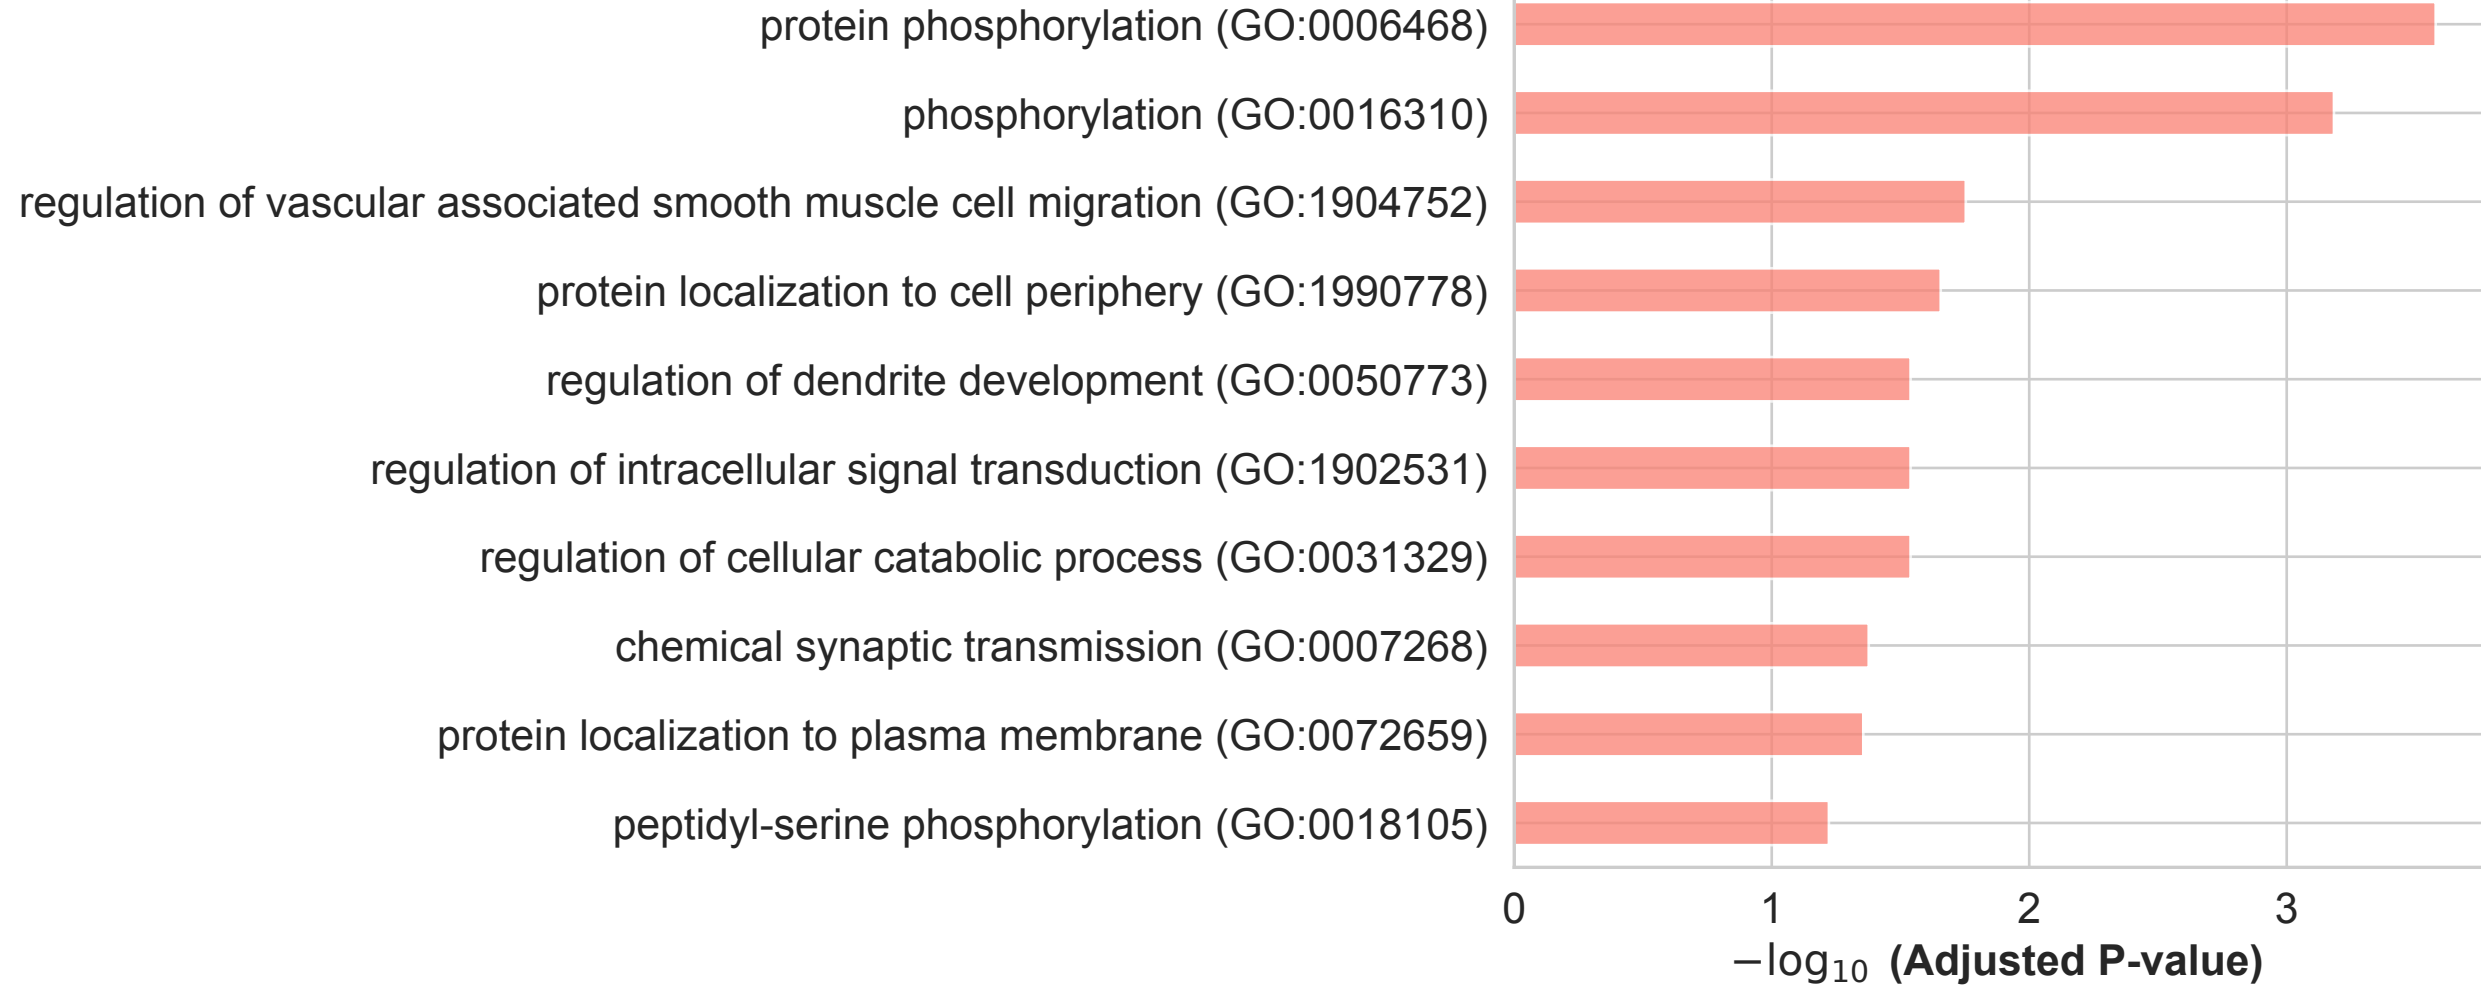 protein phosphorylation (GO:0006468)
phosphorylation (GO:0016310)
regulation of vascular associated smooth muscle cell migration (GO:1904752)
protein localization to cell periphery (GO:1990778)
regulation of dendrite development (GO:0050773)
regulation of intracellular signal transduction (GO:1902531)
regulation of cellular catabolic process (GO:0031329)
chemical synaptic transmission (GO:0007268)
protein localization to plasma membrane (GO:0072659)
peptidyl-serine phosphorylation (GO:0018105)
0 1 2 3
−log₁₀ (Adjusted P-value)